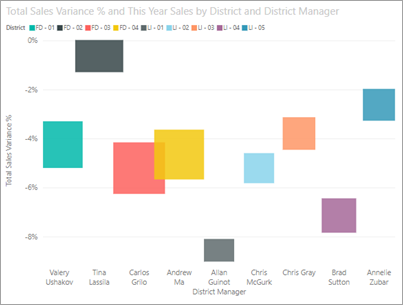 Total Sales Variance % and This Year Sales by District and District Manager
District FD - 01 FD - 02 FD - 03 FD - 04 LI - 01 LI - 02 LI - 03 LI - 04 LI - 05
0%
-2%
-4%
-6%
-8%
Total Sales Variance %
Valery Tina Carlos Andrew Allan Chris Chris Gray Brad Annelie
Ushakov Lassila Grilo Ma Guinot McGurk Sutton Zubar
District Manager